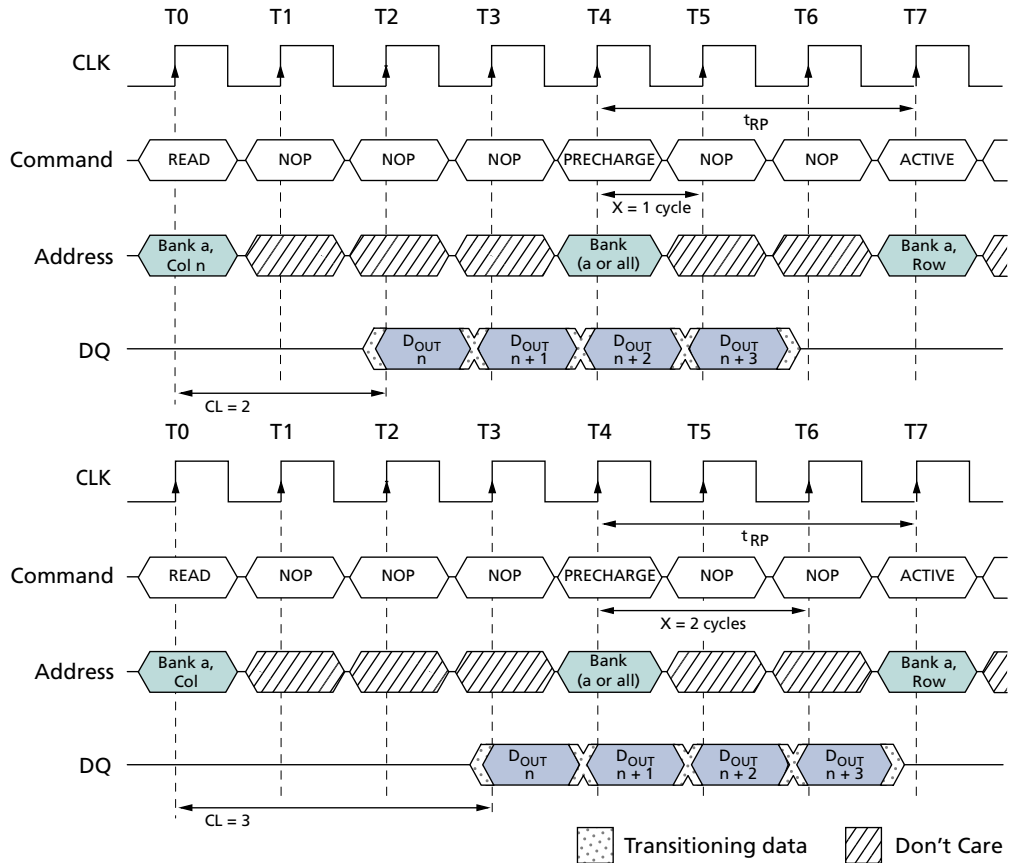 T0 T1 T2 T3 T4 T5 T6 T7
CLK
tRP
Command READ NOP NOP NOP PRECHARGE NOP NOP ACTIVE
X = 1 cycle
Address Bank a, Col n Bank (a or all) Bank a, Row
DQ DOUT n DOUT n + 1 DOUT n + 2 DOUT n + 3
CL = 2
T0 T1 T2 T3 T4 T5 T6 T7
CLK
tRP
Command READ NOP NOP NOP PRECHARGE NOP NOP ACTIVE
X = 2 cycles
Address Bank a, Col Bank (a or all) Bank a, Row
DQ DOUT n DOUT n + 1 DOUT n + 2 DOUT n + 3
CL = 3
Transitioning data Don't Care